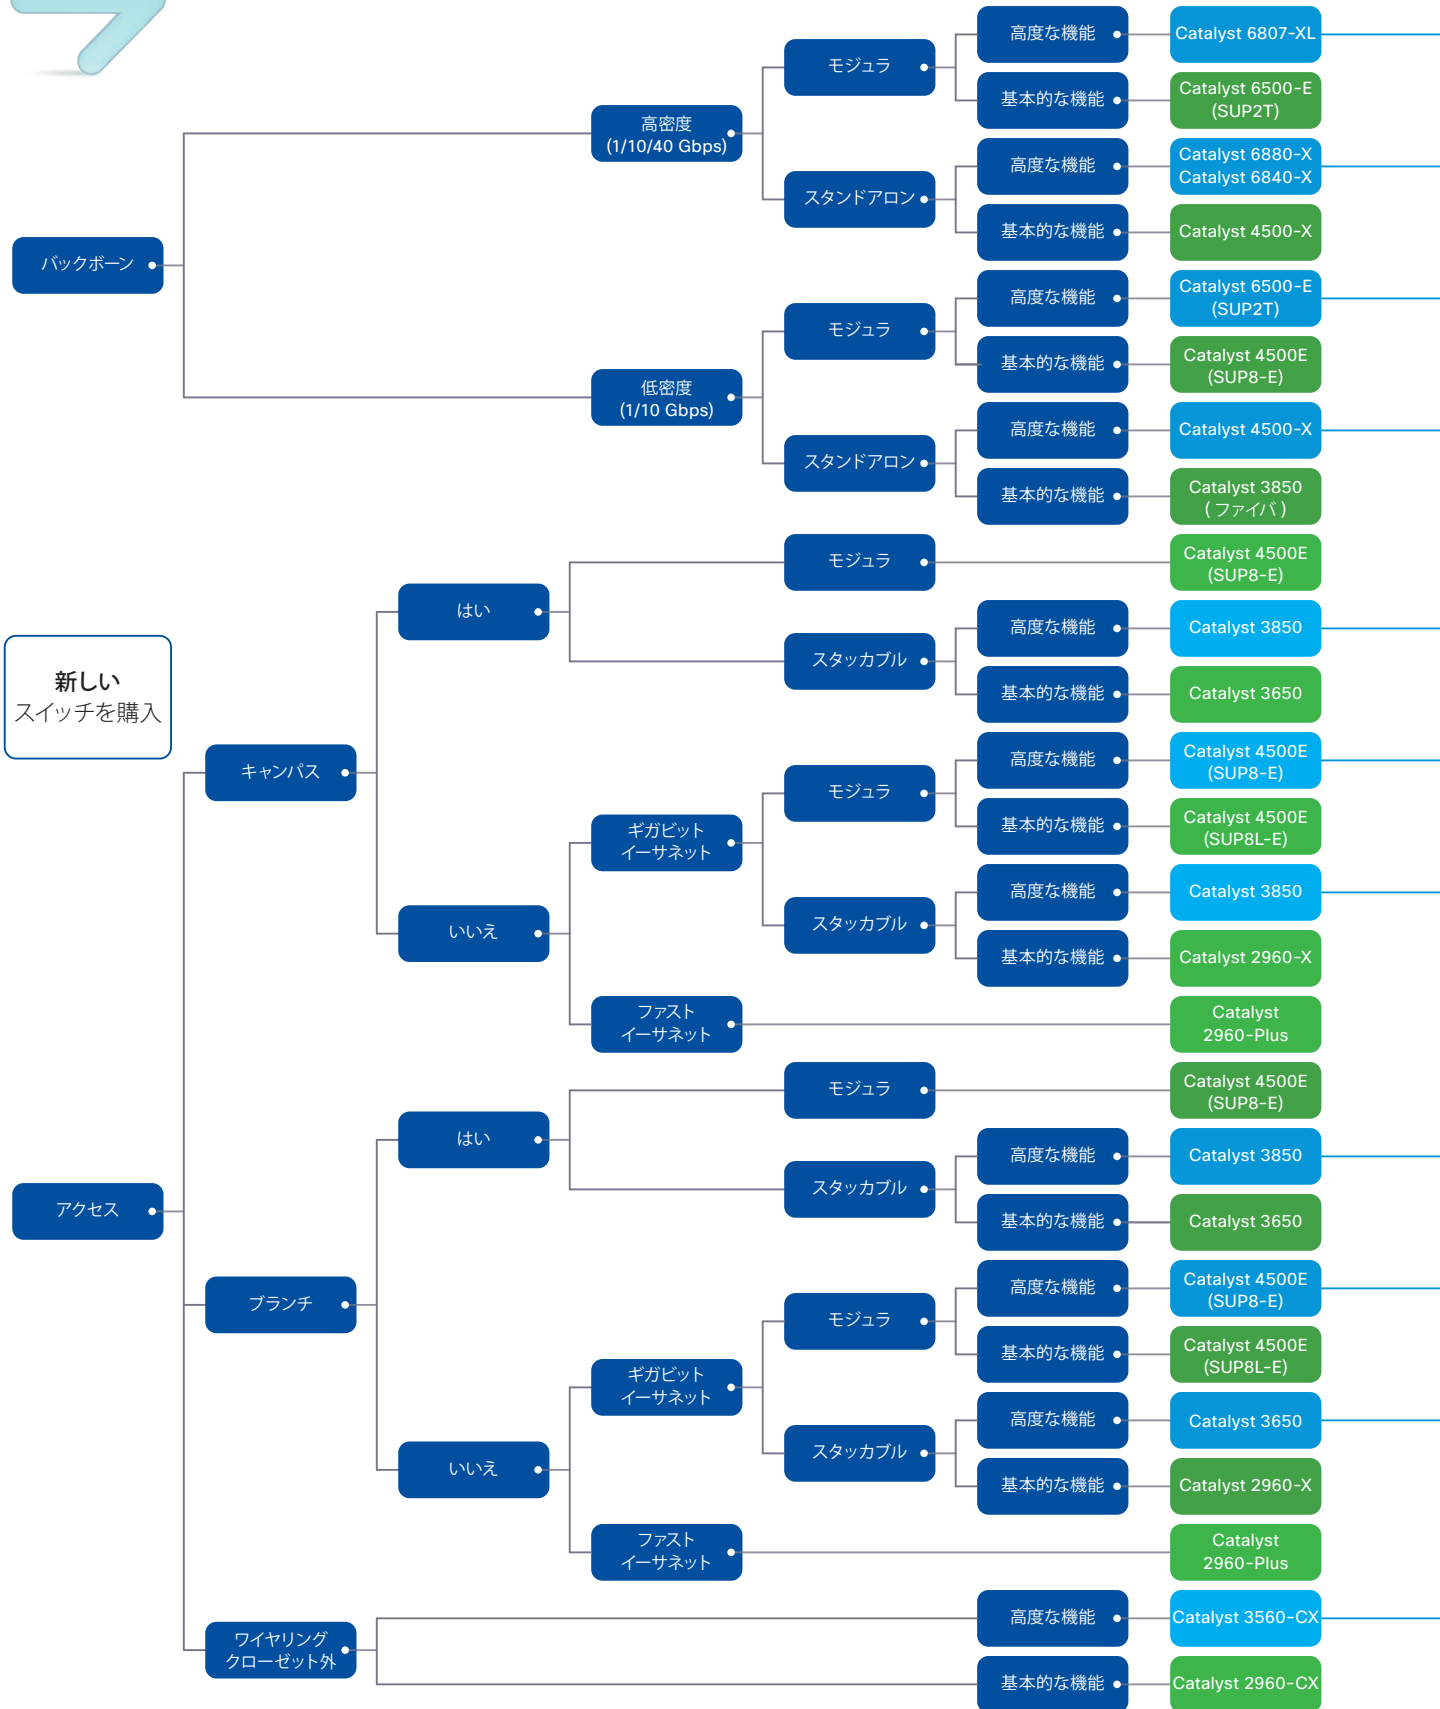 高度な機能
Catalyst 6807-XL
モジュラ
基本的な機能
Catalyst 6500-E
(SUP2T)
高密度
(1/10/40 Gbps)
高度な機能
Catalyst 6880-X
Catalyst 6840-X
スタンドアロン
基本的な機能
Catalyst 4500-X
バックボーン
高度な機能
Catalyst 6500-E
(SUP2T)
モジュラ
基本的な機能
Catalyst 4500E
(SUP8-E)
低密度
(1/10 Gbps)
高度な機能
Catalyst 4500-X
スタンドアロン
基本的な機能
Catalyst 3850
( ファイバ )
モジュラ
Catalyst 4500E
(SUP8-E)
はい
高度な機能
Catalyst 3850
スタッカブル
基本的な機能
Catalyst 3650
新しい
スイッチを購入
キャンパス
高度な機能
Catalyst 4500E
(SUP8-E)
モジュラ
基本的な機能
Catalyst 4500E
(SUP8L-E)
ギガビット
イーサネット
高度な機能
Catalyst 3850
スタッカブル
いいえ
基本的な機能
Catalyst 2960-X
ファスト
イーサネット
Catalyst
2960-Plus
モジュラ
Catalyst 4500E
(SUP8-E)
はい
高度な機能
Catalyst 3850
スタッカブル
アクセス
基本的な機能
Catalyst 3650
ブランチ
高度な機能
Catalyst 4500E
(SUP8-E)
モジュラ
基本的な機能
Catalyst 4500E
(SUP8L-E)
ギガビット
イーサネット
高度な機能
Catalyst 3650
スタッカブル
いいえ
基本的な機能
Catalyst 2960-X
ファスト
イーサネット
Catalyst
2960-Plus
高度な機能
Catalyst 3560-CX
ワイヤリング
クローゼット外
基本的な機能
Catalyst 2960-CX